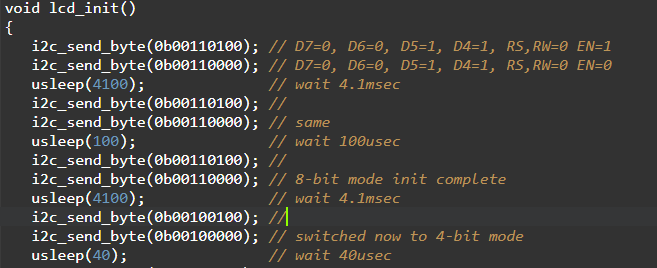 void lcd_init()
{
i2c_send_byte(0b00110100); // D7=0, D6=0, D5=1, D4=1, RS,RW=0 EN=1
i2c_send_byte(0b00110000); // D7=0, D6=0, D5=1, D4=1, RS,RW=0 EN=0
usleep(4100); // wait 4.1msec
i2c_send_byte(0b00110100); //
i2c_send_byte(0b00110000); // same
usleep(100); // wait 100usec
i2c_send_byte(0b00110100); //
i2c_send_byte(0b00110000); // 8-bit mode init complete
usleep(4100); // wait 4.1msec
i2c_send_byte(0b00100100); //
i2c_send_byte(0b00100000); // switched now to 4-bit mode
usleep(40); // wait 40usec